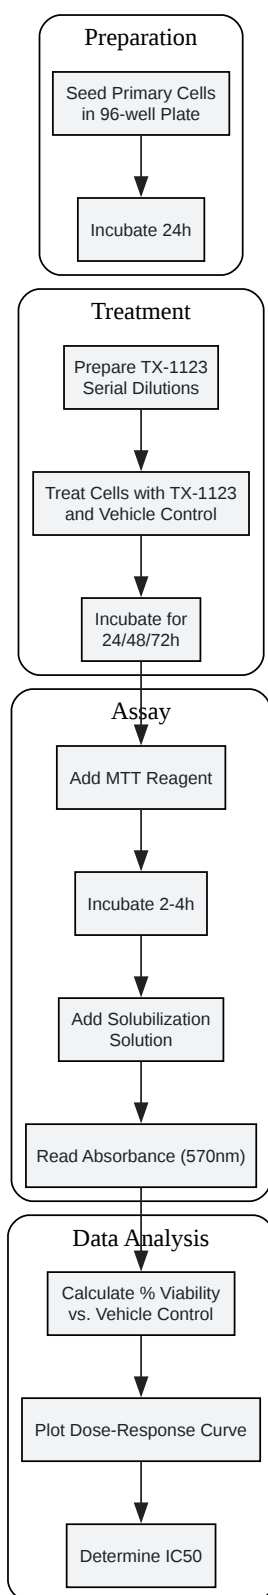 Preparation
Seed Primary Cells
in 96-well Plate
Incubate 24h
Treatment
Prepare TX-1123
Serial Dilutions
Treat Cells with TX-1123
and Vehicle Control
Incubate for
24/48/72h
Assay
Add MTT Reagent
Incubate 2-4h
Add Solubilization
Solution
Read Absorbance (570nm)
Data Analysis
Calculate % Viability
vs. Vehicle Control
Plot Dose-Response Curve
Determine IC50